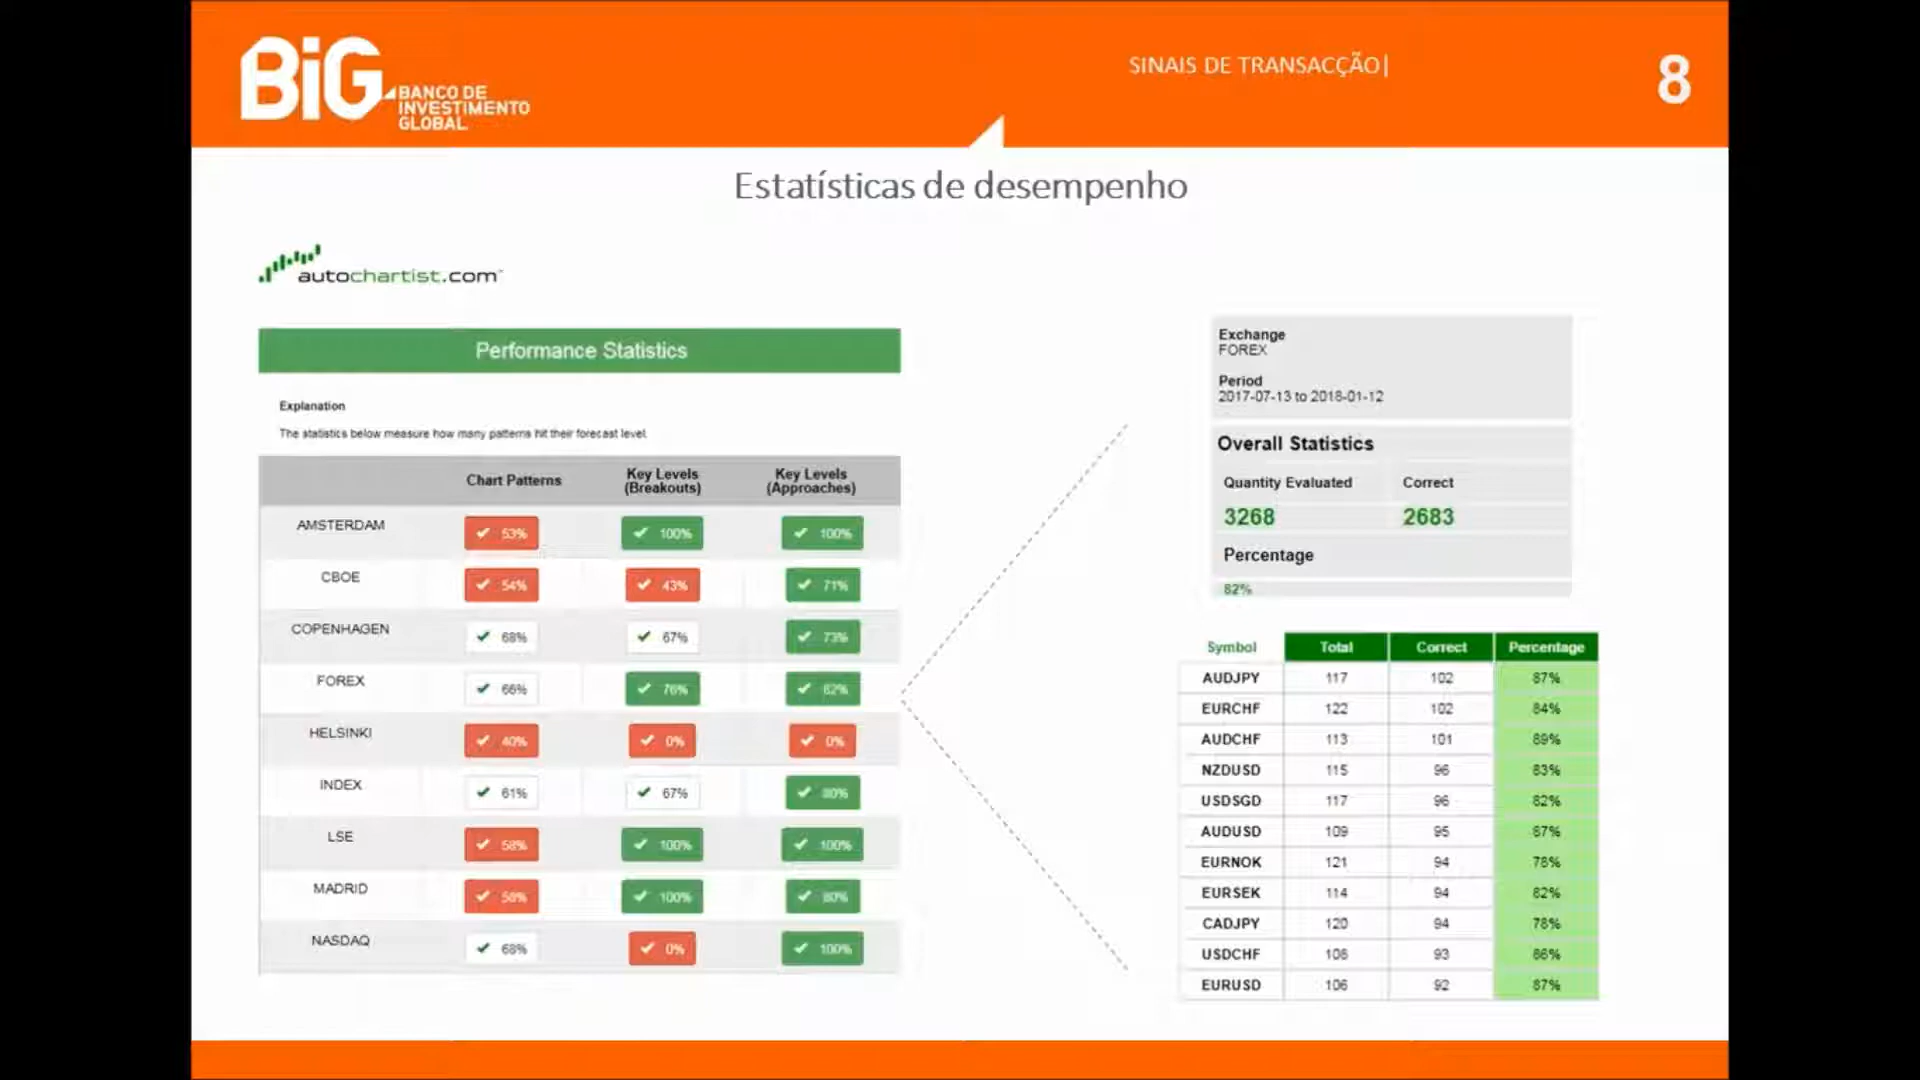 BiG BANCO DE
INVESTIMENTO
GLOBAL
SINAIS DE TRANSACÇÃO|
8
Estatísticas de desempenho
autochartist.com
Performance Statistics
Explanation
The statistics below measure how many patterns hit their forecast level.
Chart Patterns Key Levels (Breakouts) Key Levels (Approaches)
AMSTERDAM 53% 100% 100%
CBOE 54% 43% 71%
COPENHAGEN 68% 67% 73%
FOREX 66% 76% 82%
HELSINKI 40% 0% 0%
INDEX 61% 67% 80%
LSE 58% 100% 100%
MADRID 58% 100% 80%
NASDAQ 68% 0% 100%
Exchange
FOREX
Period
2017-07-13 to 2018-01-12
Overall Statistics
Quantity Evaluated Correct
3268 2683
Percentage
82%
Symbol Total Correct Percentage
AUDJPY 117 102 87%
EURCHF 122 102 84%
AUDCHF 113 101 89%
NZDUSD 115 96 83%
USDSGD 117 96 82%
AUDUSD 109 95 87%
EURNOK 121 94 78%
EURSEK 114 94 82%
CADJPY 120 94 78%
USDCHF 108 93 86%
EURUSD 106 92 87%